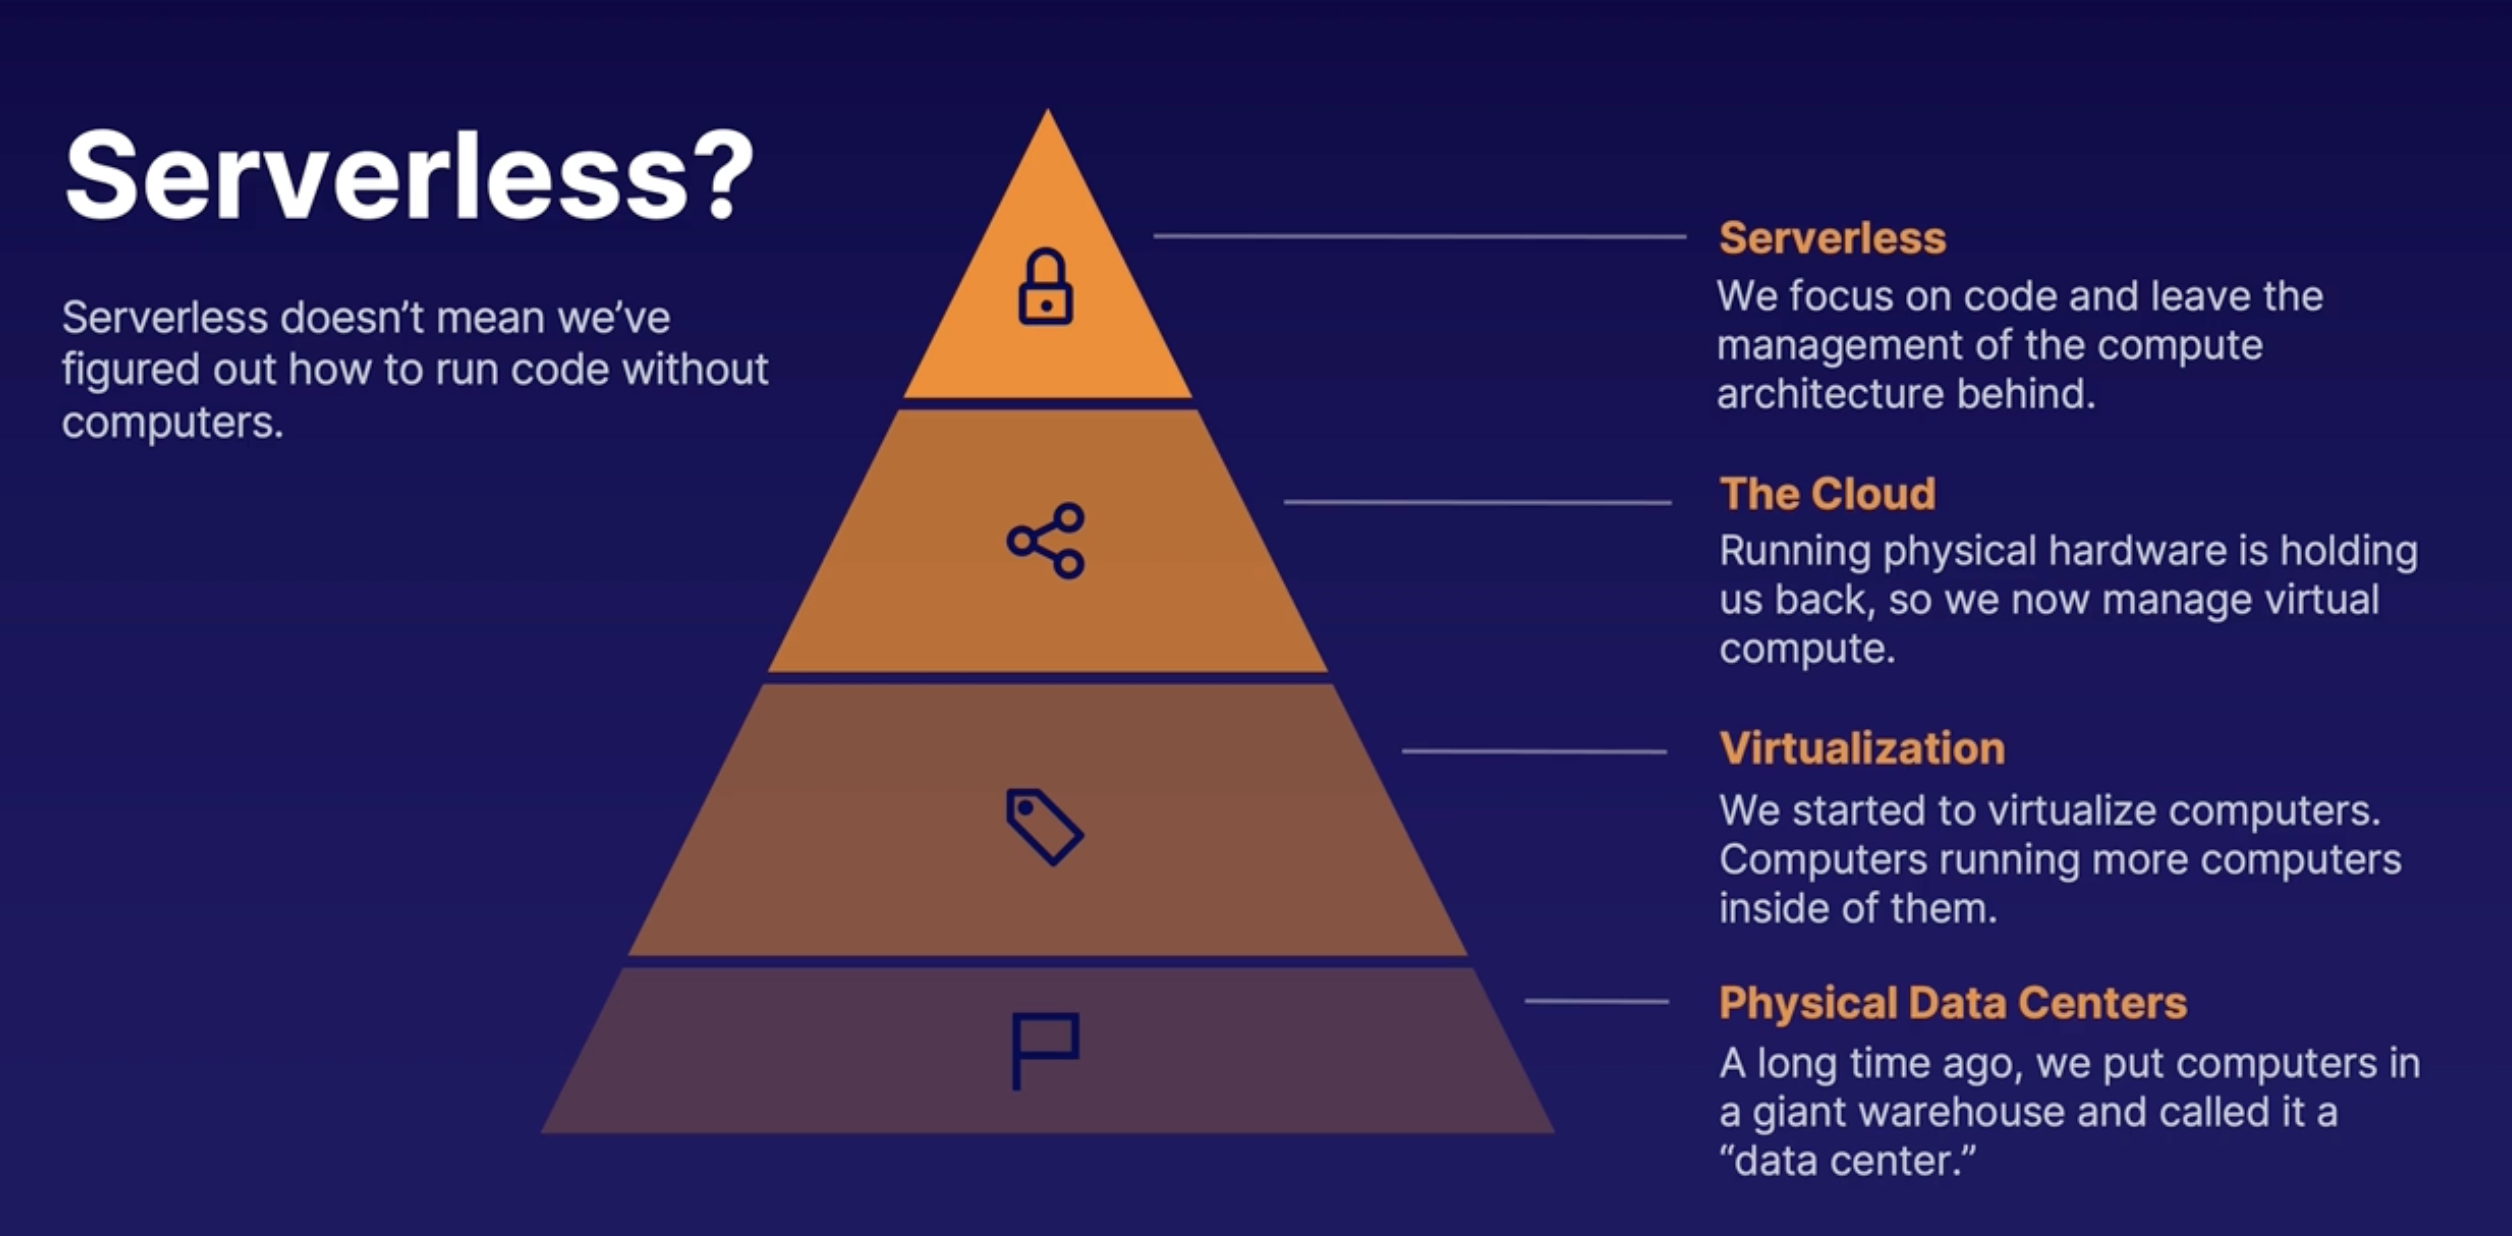 Serverless?
Serverless doesn’t mean we’ve
figured out how to run code without
computers.
Serverless
We focus on code and leave the
management of the compute
architecture behind.
The Cloud
Running physical hardware is holding
us back, so we now manage virtual
compute.
Virtualization
We started to virtualize computers.
Computers running more computers
inside of them.
Physical Data Centers
A long time ago, we put computers in
a giant warehouse and called it a
“data center.”